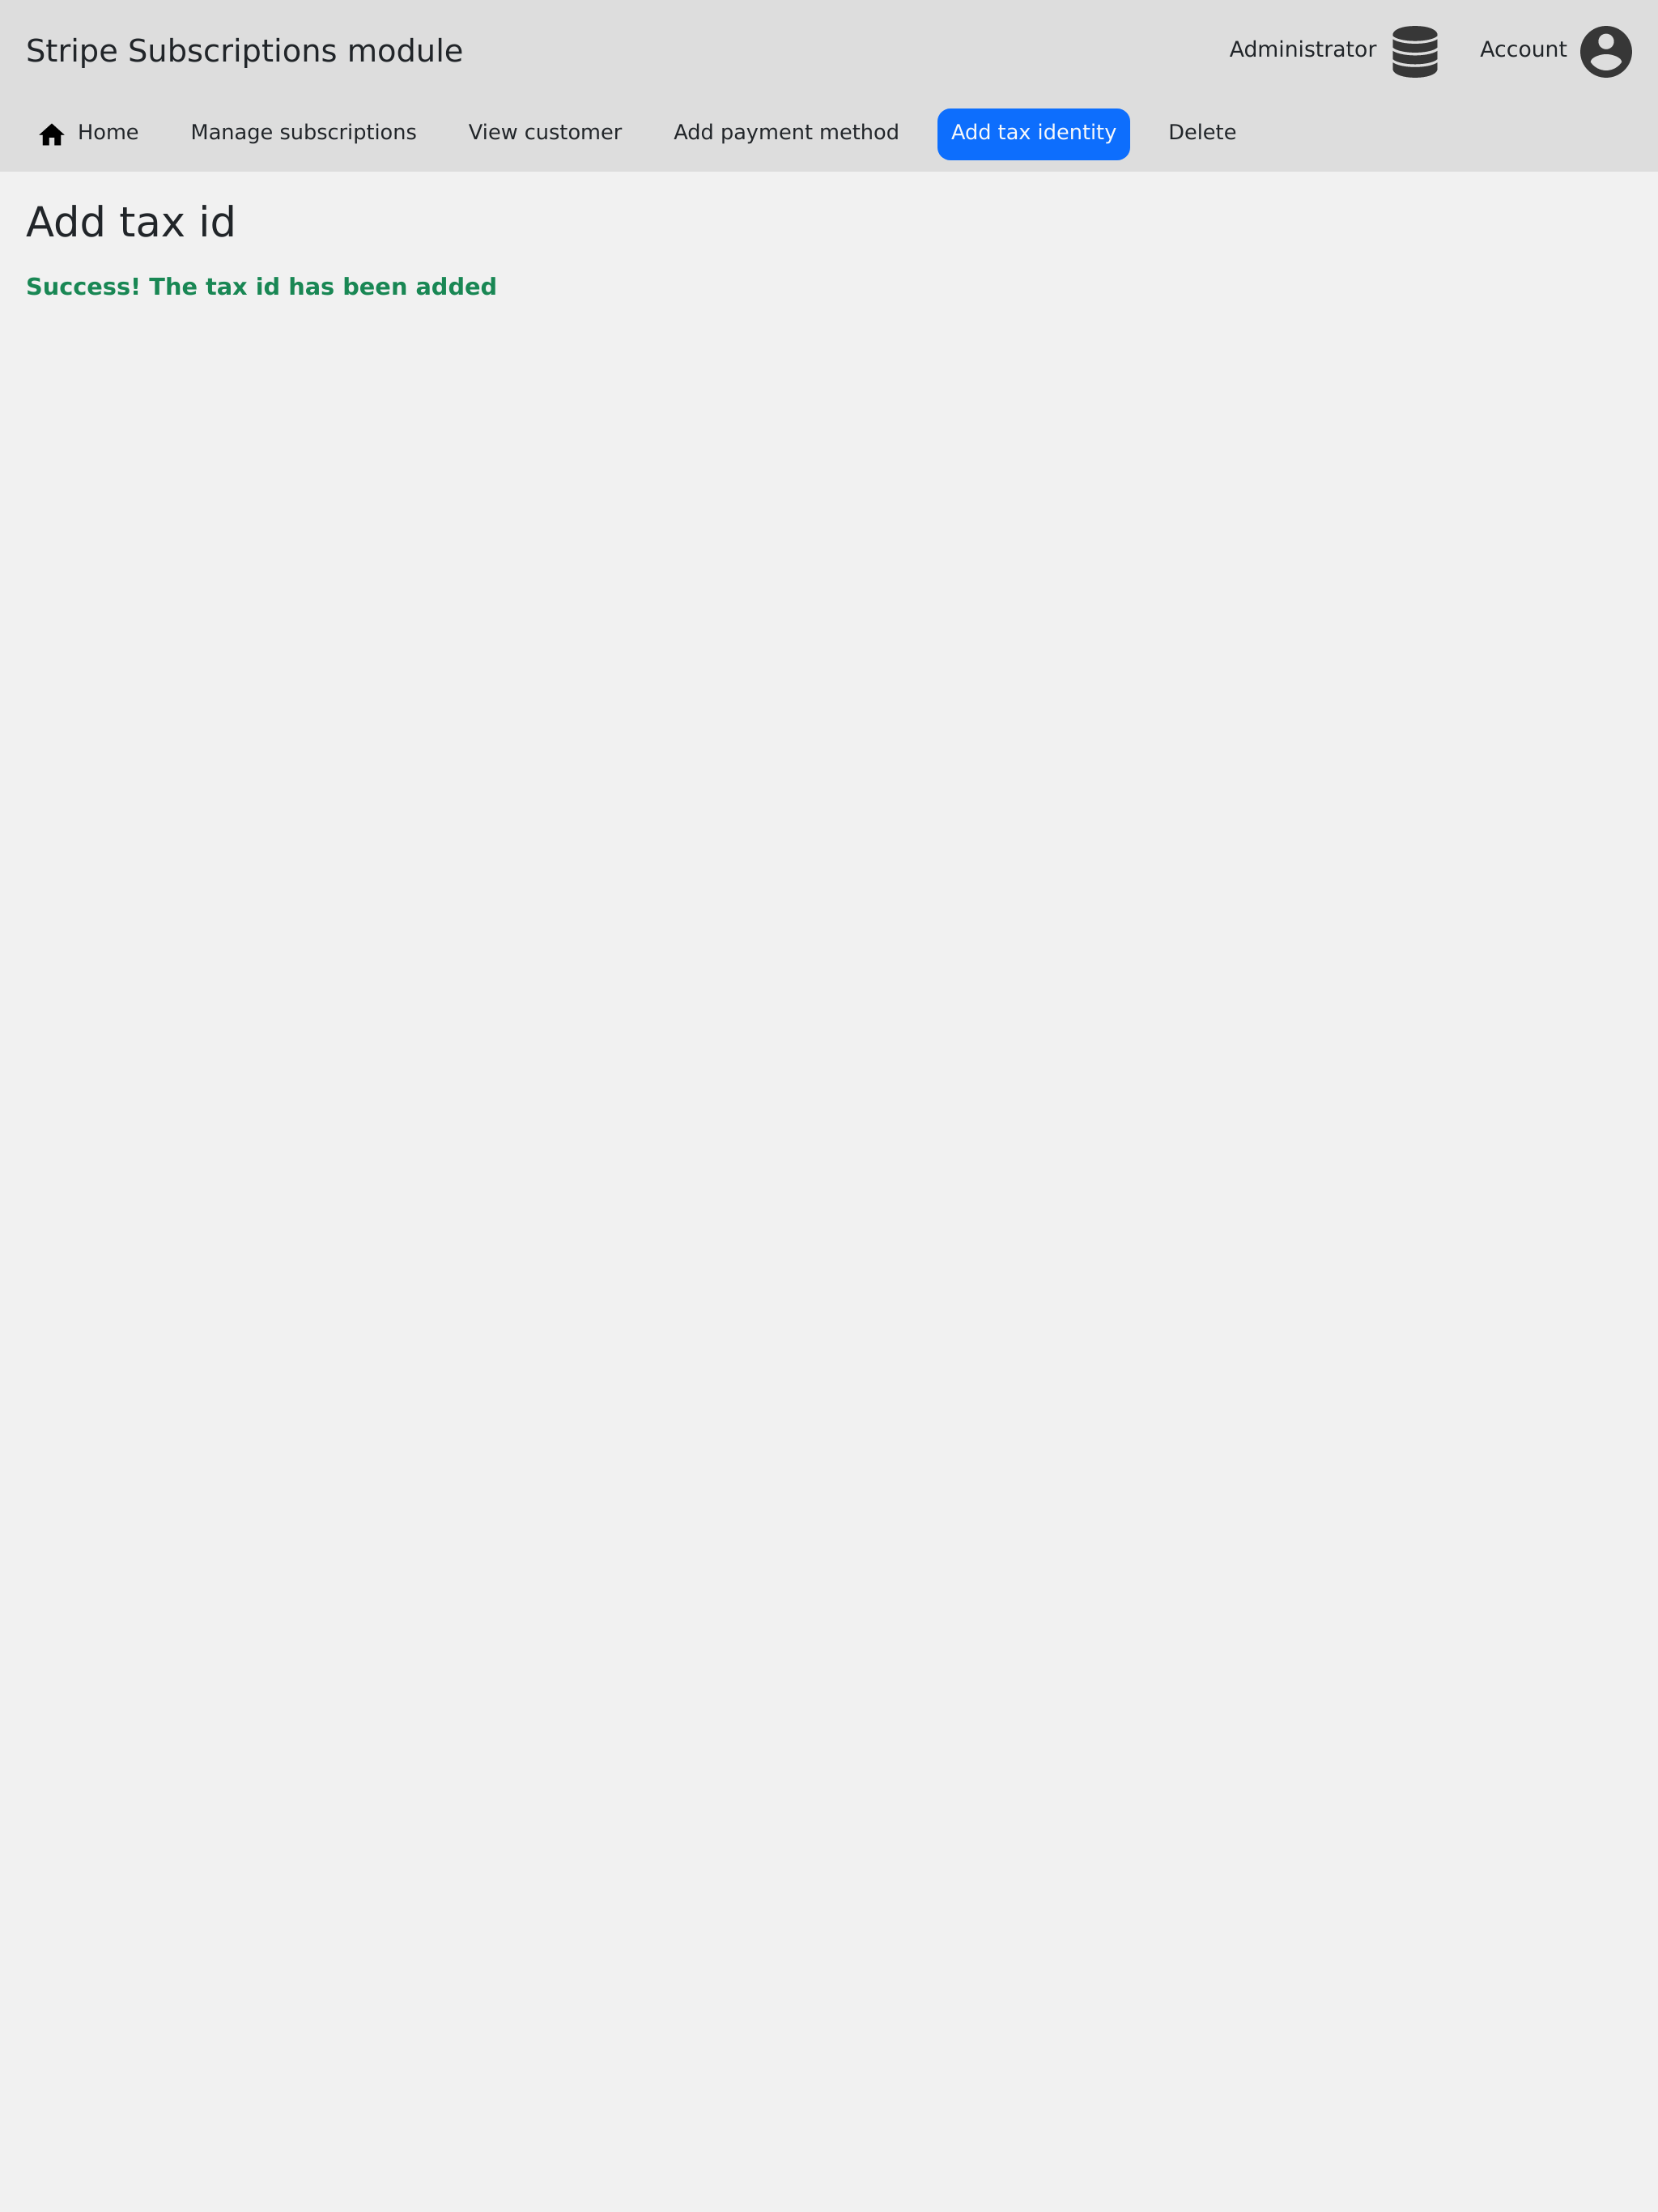 Stripe Subscriptions module
Administrator Account
Home Manage subscriptions View customer Add payment method Add tax identity Delete
Add tax id
Success! The tax id has been added